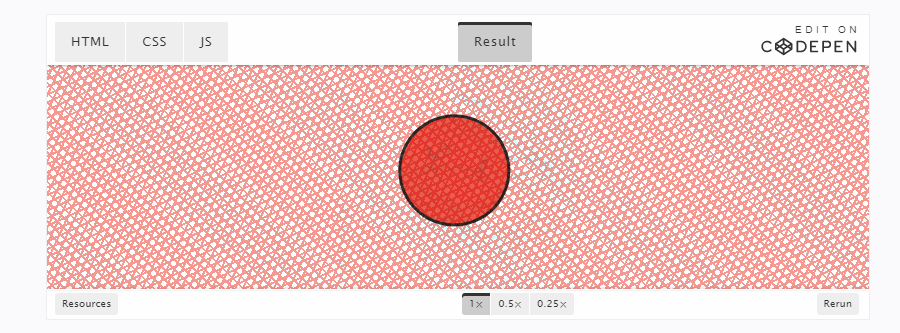 HTML CSS JS Result EDIT ON
CODEPEN
Resources 1× 0.5× 0.25× Rerun